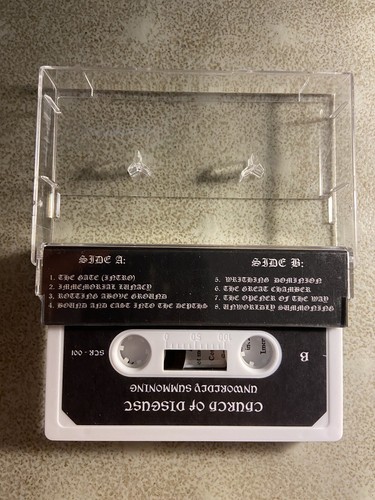 SIDE A:
1. THE GATE (INTRO)
2. IMMEMORIAL LUNACY
3. ROTTING ABOVE GROUND
4. BOUND AND CAST INTO THE DEPTHS
SIDE B:
5. WRITHING DOMINION
6. THE GREAT CHAMBER
7. THE OPENER OF THE WAY
8. UNWORLDLY SUMMONING
B
SCR - 001
UNWORLDLY SUMMONING
CHURCH OF DISGUST